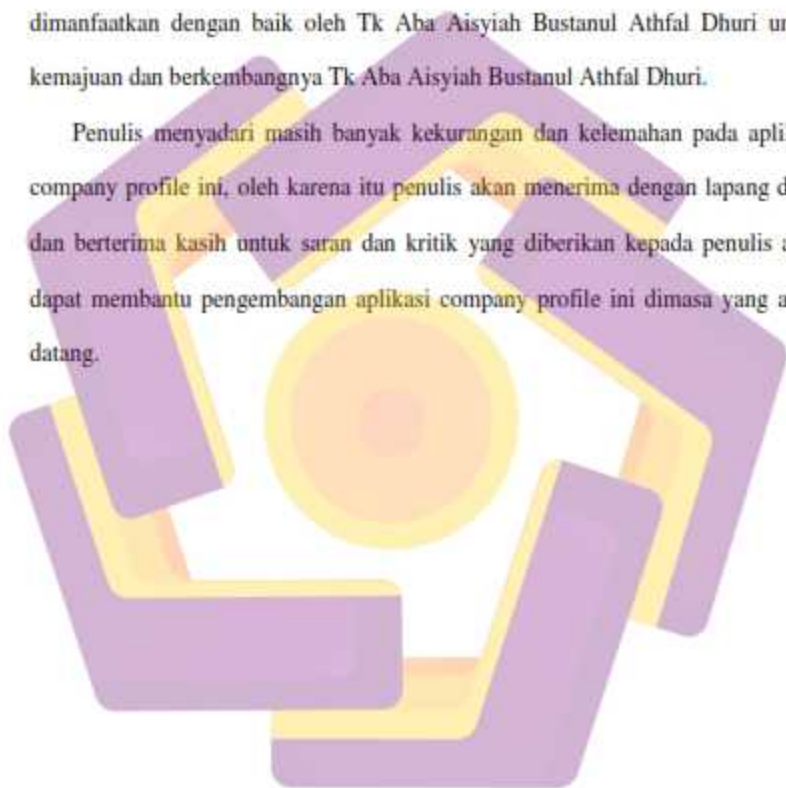 dimanfaatkan dengan baik oleh Tk Aba Aisyiah Bustanul Athfal Dhuri un
kemajuan dan berkembangnya Tk Aba Aisyiah Bustanul Athfal Dhuri.
Penulis menyadari masih banyak kekurangan dan kelemahan pada apli
company profile ini, oleh karena itu penulis akan menerima dengan lapang d
dan berterima kasih untuk saran dan kritik yang diberikan kepada penulis a
dapat membantu pengembangan aplikasi company profile ini dimasa yang a
datang.